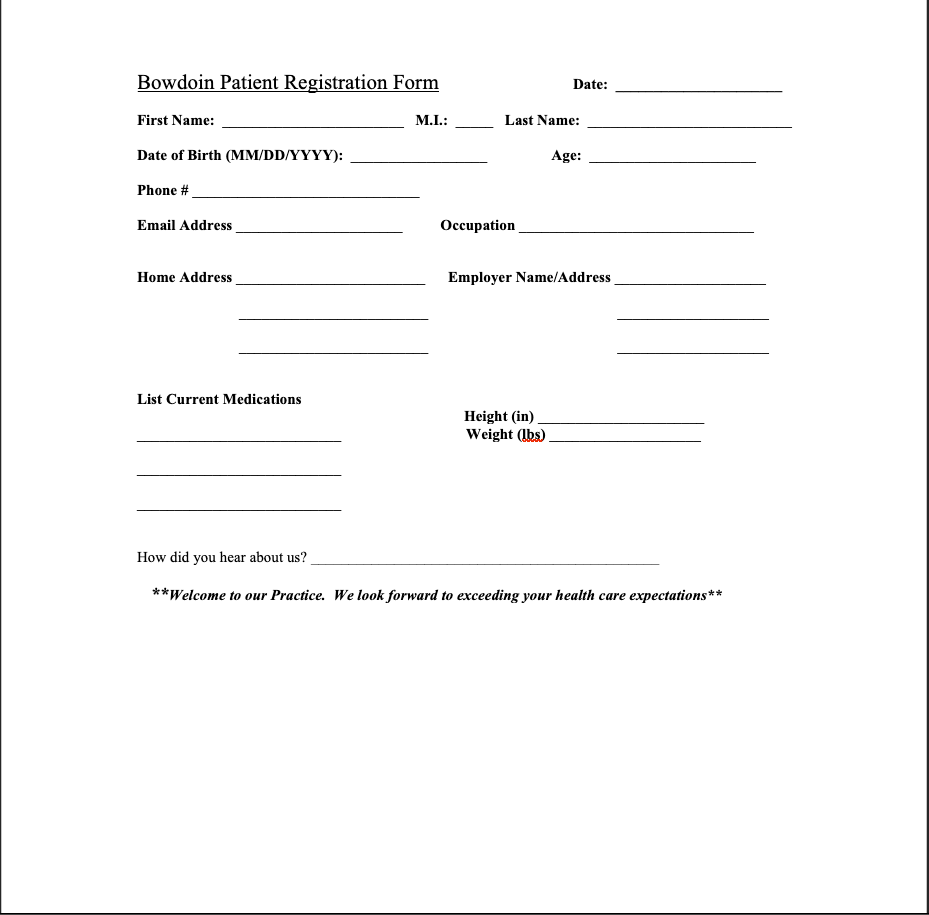 Bowdoin Patient Registration Form Date: ______________________
First Name: ________________________ M.I.: _____ Last Name: ___________________________
Date of Birth (MM/DD/YYYY): __________________ Age: ______________________
Phone # ______________________________
Email Address ______________________ Occupation _______________________________
Home Address _________________________ Employer Name/Address ____________________
_________________________ ____________________
_________________________ ____________________
List Current Medications
Height (in) ______________________
Weight (lbs) ____________________
___________________________
___________________________
___________________________
How did you hear about us? ______________________________________________
**Welcome to our Practice. We look forward to exceeding your health care expectations**